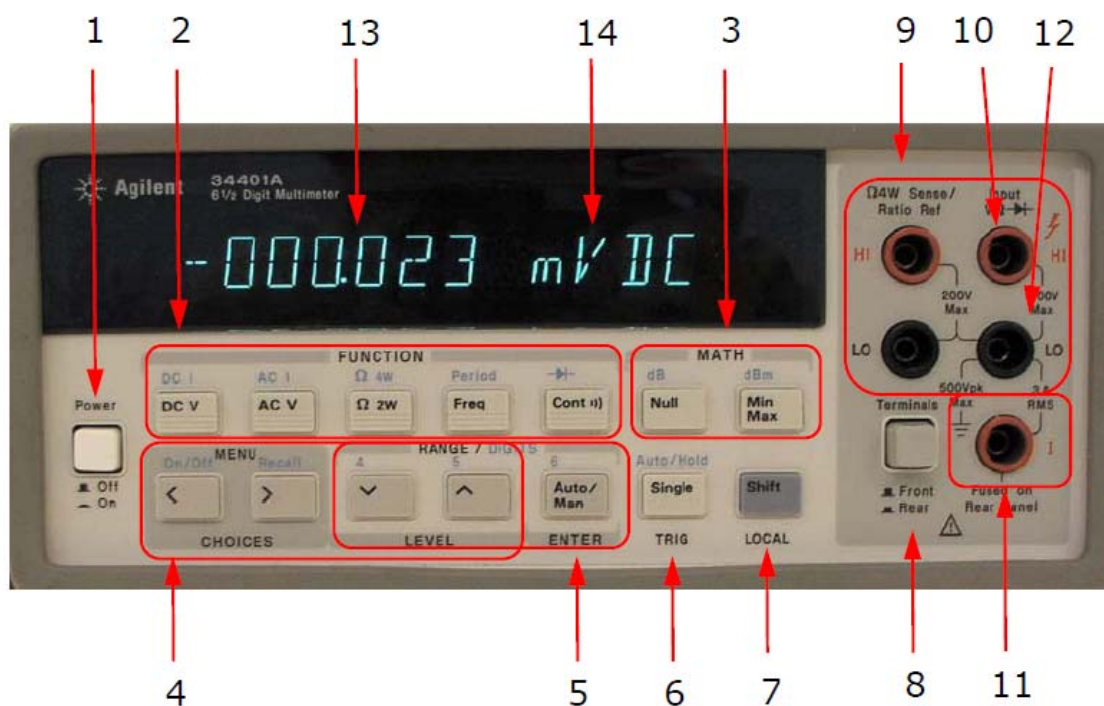 1 2 13 14 3 9 10 12
Agilent 34401A
6½ Digit Multimeter
-000.023 mVDC
Ω4W Sense/
Ratio Ref
Input
HI HI
200V
Max
Max
LO LO
500Vpk
Max
RMS
I
Fused on
Rear Panel
Terminals
Front
Rear
FUNCTION
DC I AC I Ω 4W Period
DC V AC V Ω 2W Freq Cont
MATH
dB dBm
Null Min
Max
Power
Off
On
MENU
On/Off Recall
< >
CHOICES
RANGE / DIGITS
4 5 6
Auto/
Man
LEVEL ENTER
Auto/Hold
Single
TRIG
Shift
LOCAL
4 5 6 7 8 11